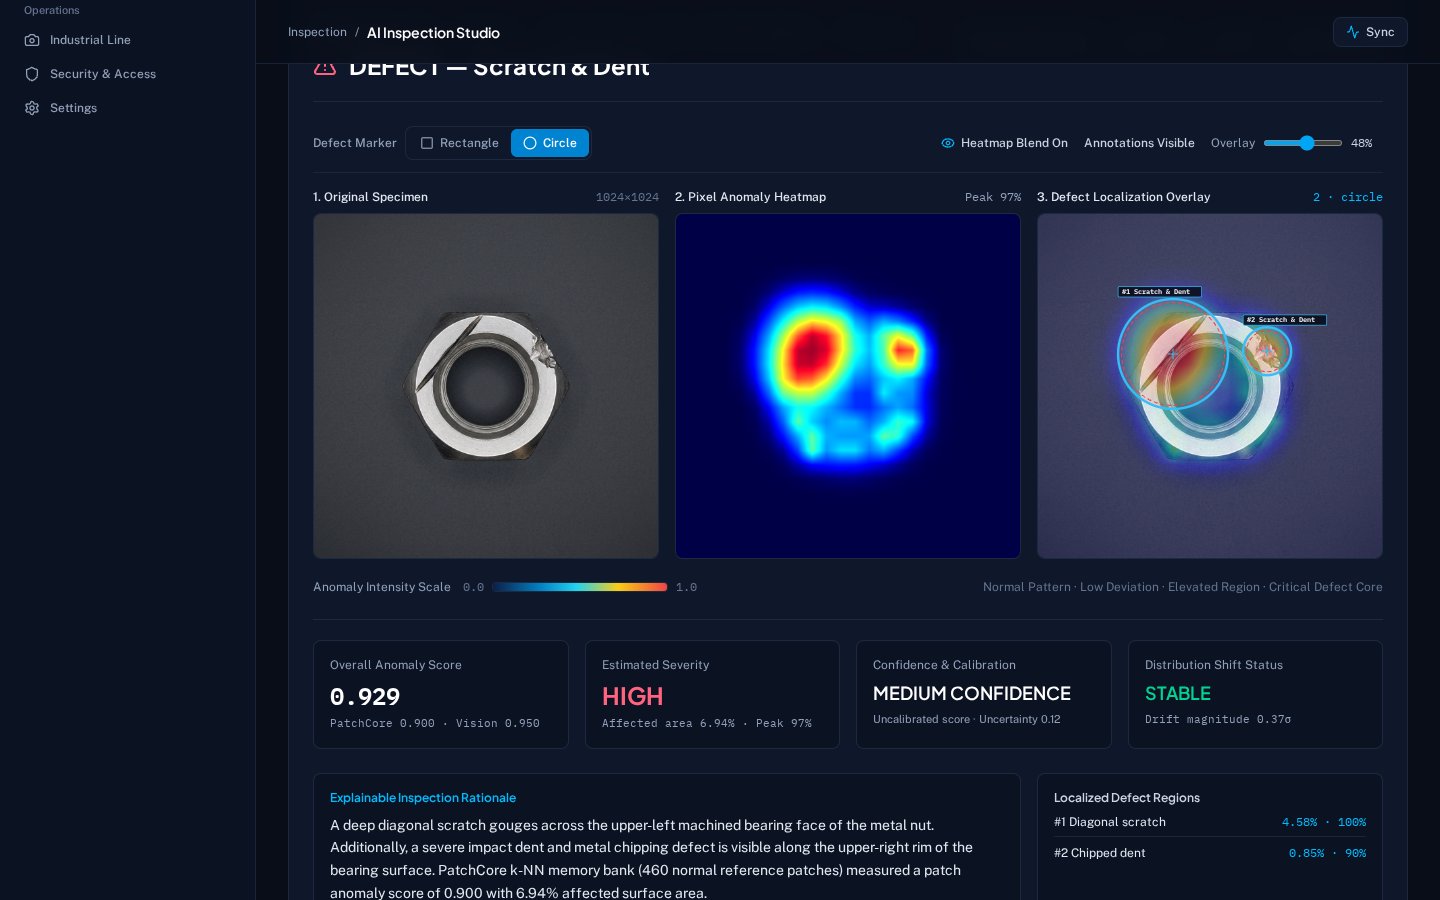 Operations
Industrial Line
Security & Access
Settings
Inspection / AI Inspection Studio
Sync
DEFECT — Scratch & Dent
Defect Marker
Rectangle
Circle
Heatmap Blend On
Annotations Visible
Overlay
48%
1. Original Specimen
1024×1024
2. Pixel Anomaly Heatmap
Peak 97%
3. Defect Localization Overlay
2 · circle
#1 Scratch & Dent
#2 Scratch & Dent
Anomaly Intensity Scale
0.0
1.0
Normal Pattern · Low Deviation · Elevated Region · Critical Defect Core
Overall Anomaly Score
0.929
PatchCore 0.900 · Vision 0.950
Estimated Severity
HIGH
Affected area 6.94% · Peak 97%
Confidence & Calibration
MEDIUM CONFIDENCE
Uncalibrated score · Uncertainty 0.12
Distribution Shift Status
STABLE
Drift magnitude 0.37σ
Explainable Inspection Rationale
A deep diagonal scratch gouges across the upper-left machined bearing face of the metal nut.
Additionally, a severe impact dent and metal chipping defect is visible along the upper-right rim of the
bearing surface. PatchCore k-NN memory bank (460 normal reference patches) measured a patch
anomaly score of 0.900 with 6.94% affected surface area.
Localized Defect Regions
#1 Diagonal scratch
4.58% · 100%
#2 Chipped dent
0.85% · 90%